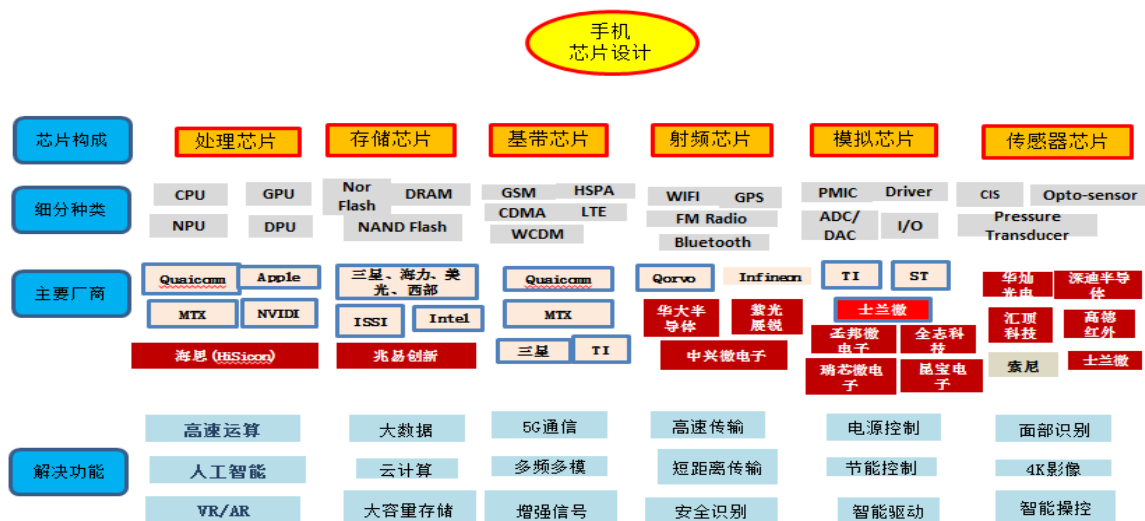 手机
芯片设计
芯片构成
处理芯片
存储芯片
基带芯片
射频芯片
模拟芯片
传感器芯片
细分种类
CPU
GPU
NPU
DPU
Nor
Flash
DRAM
NAND Flash
GSM
HSPA
CDMA
LTE
WCDM
WIFI
GPS
FM Radio
Bluetooth
PMIC
Driver
ADC/
DAC
I/O
CIS
Opto-sensor
Pressure
Transducer
主要厂商
Quaicomm
Apple
MTX
NVIDI
海思 (HiSicon)
三星、海力、美
光、西部
ISSI
Intel
兆易创新
Quaicomm
MTX
三星
TI
Qorvo
Infineon
华大半
导体
紫光
展锐
中兴微电子
TI
ST
士兰微
圣邦微
电子
全志科
技
瑞芯微电
子
昆宝电
子
华灿
光电
深迪半导
体
汇顶
科技
高德
红外
索尼
士兰微
解决功能
高速运算
人工智能
VR/AR
大数据
云计算
大容量存储
5G通信
多频多模
增强信号
高速传输
短距离传输
安全识别
电源控制
节能控制
智能驱动
面部识别
4K影像
智能操控